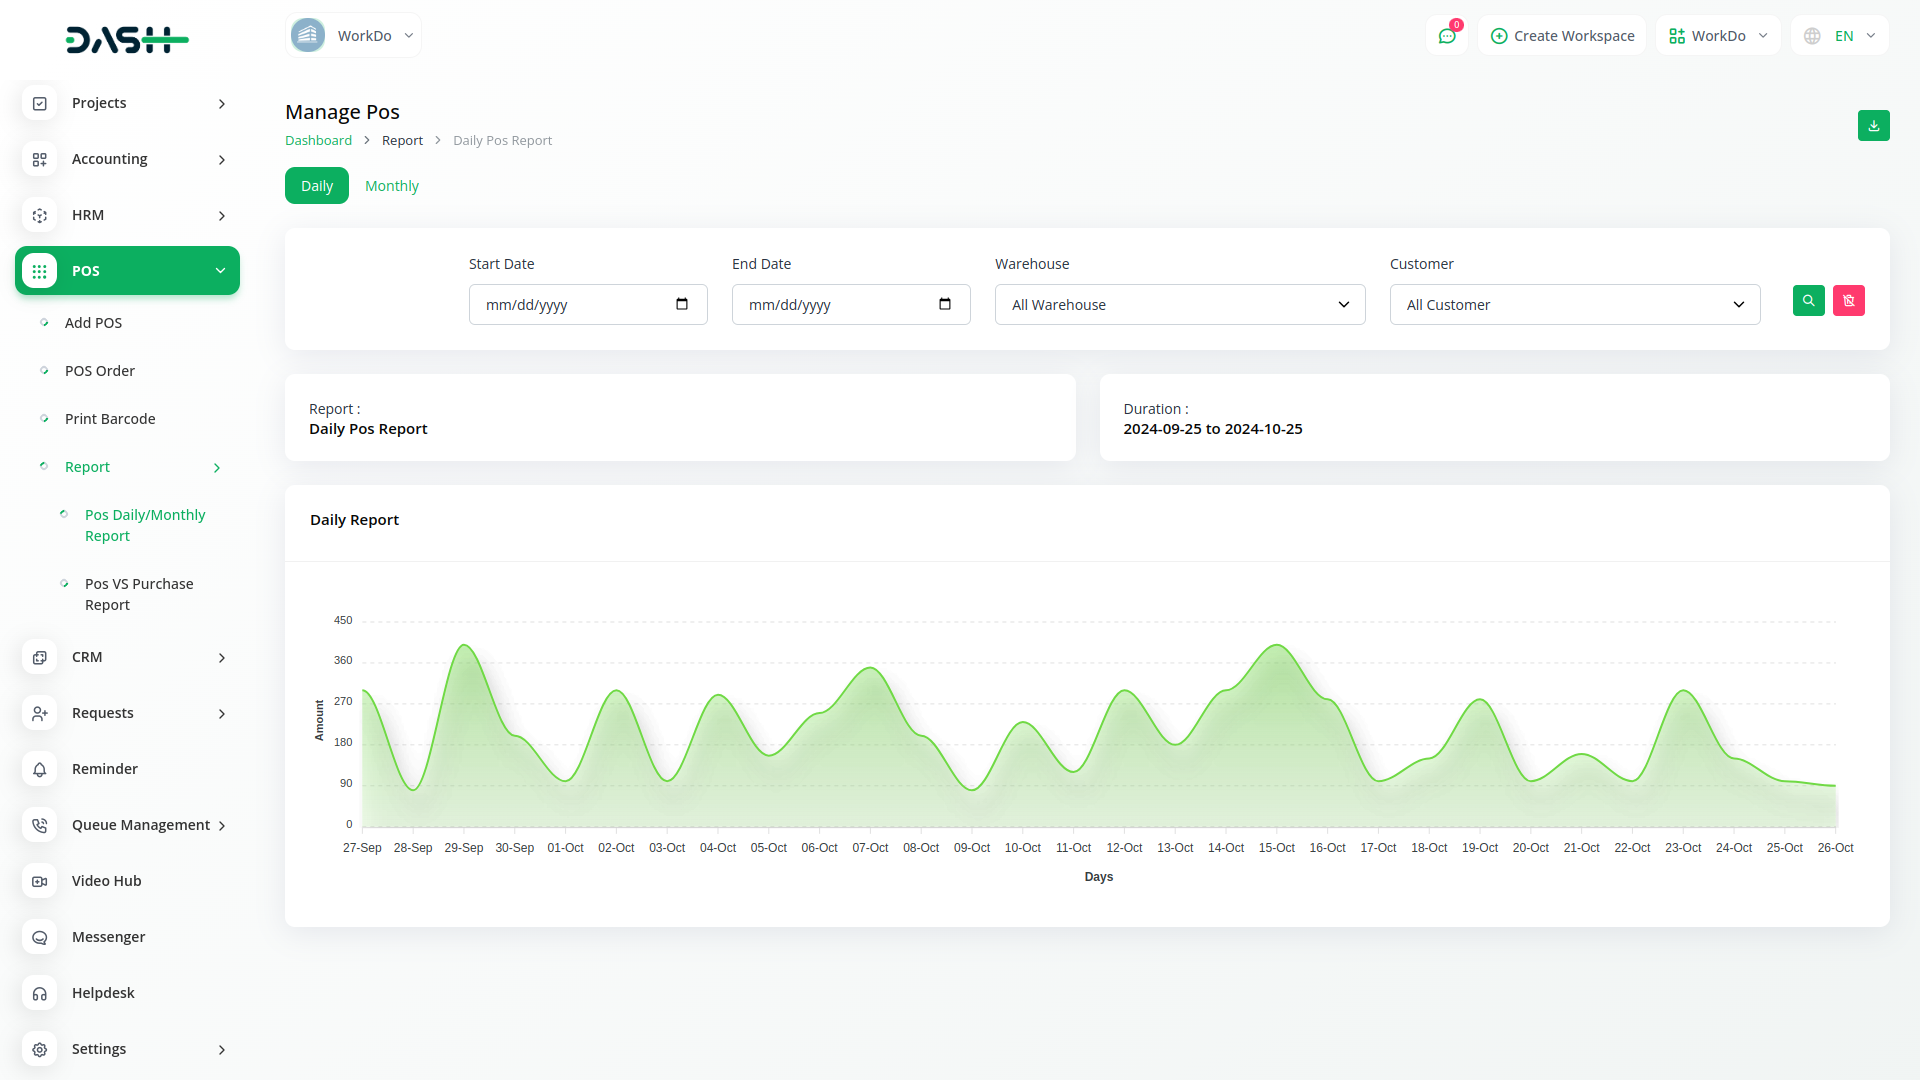 DASH
WorkDo
0
Create Workspace
WorkDo
EN
Projects
Accounting
HRM
POS
Add POS
POS Order
Print Barcode
Report
Pos Daily/Monthly
Report
Pos VS Purchase
Report
CRM
Requests
Reminder
Queue Management
Video Hub
Messenger
Helpdesk
Settings
Manage Pos
Dashboard > Report > Daily Pos Report
Daily
Monthly
Start Date
mm/dd/yyyy
End Date
mm/dd/yyyy
Warehouse
All Warehouse
Customer
All Customer
Report :
Daily Pos Report
Duration :
2024-09-25 to 2024-10-25
Daily Report
450
360
270
180
90
0
Amount
27-Sep 28-Sep 29-Sep 30-Sep 01-Oct 02-Oct 03-Oct 04-Oct 05-Oct 06-Oct 07-Oct 08-Oct 09-Oct 10-Oct 11-Oct 12-Oct 13-Oct 14-Oct 15-Oct 16-Oct 17-Oct 18-Oct 19-Oct 20-Oct 21-Oct 22-Oct 23-Oct 24-Oct 25-Oct 26-Oct
Days